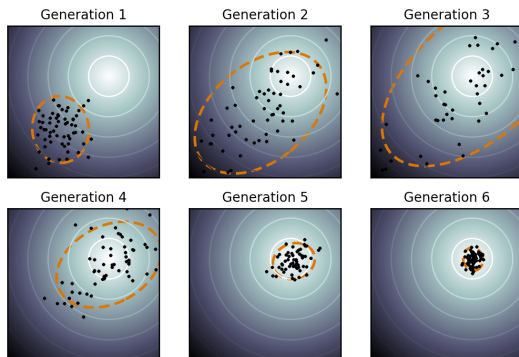 Generation 1
Generation 2
Generation 3
Generation 4
Generation 5
Generation 6